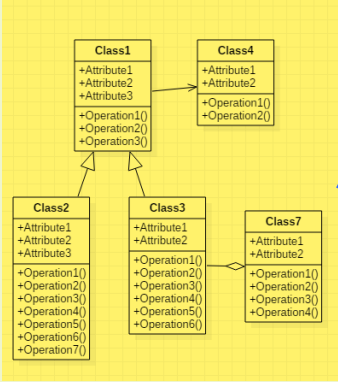 Class1
+Attribute1
+Attribute2
+Attribute3
+Operation1()
+Operation2()
+Operation3()
Class4
+Attribute1
+Attribute2
+Operation1()
+Operation2()
Class2
+Attribute1
+Attribute2
+Attribute3
+Operation1()
+Operation2()
+Operation3()
+Operation4()
+Operation5()
+Operation6()
+Operation7()
Class3
+Attribute1
+Attribute2
+Operation1()
+Operation2()
+Operation3()
+Operation4()
+Operation5()
+Operation6()
Class7
+Attribute1
+Attribute2
+Operation1()
+Operation2()
+Operation3()
+Operation4()